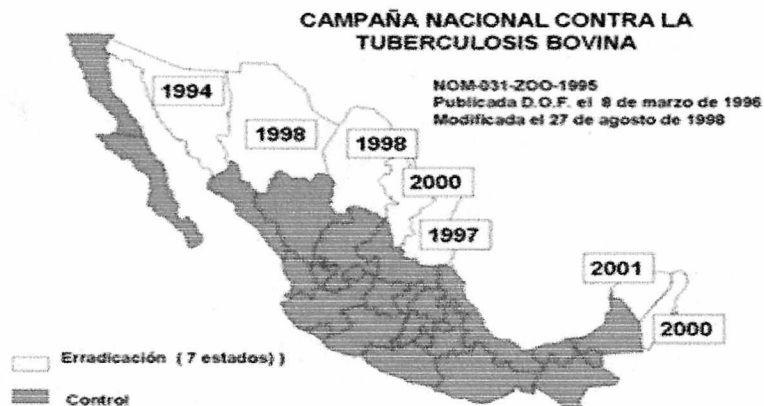 CAMPAÑA NACIONAL CONTRA LA
TUBERCULOSIS BOVINA
NOM-031-ZOO-1995
Publicada D.O.F. el 8 de marzo de 1996
Modificada el 27 de agosto de 1998
1994
1998
1998
2000
1997
2001
2000
Erradicación ( 7 estados) )
Control